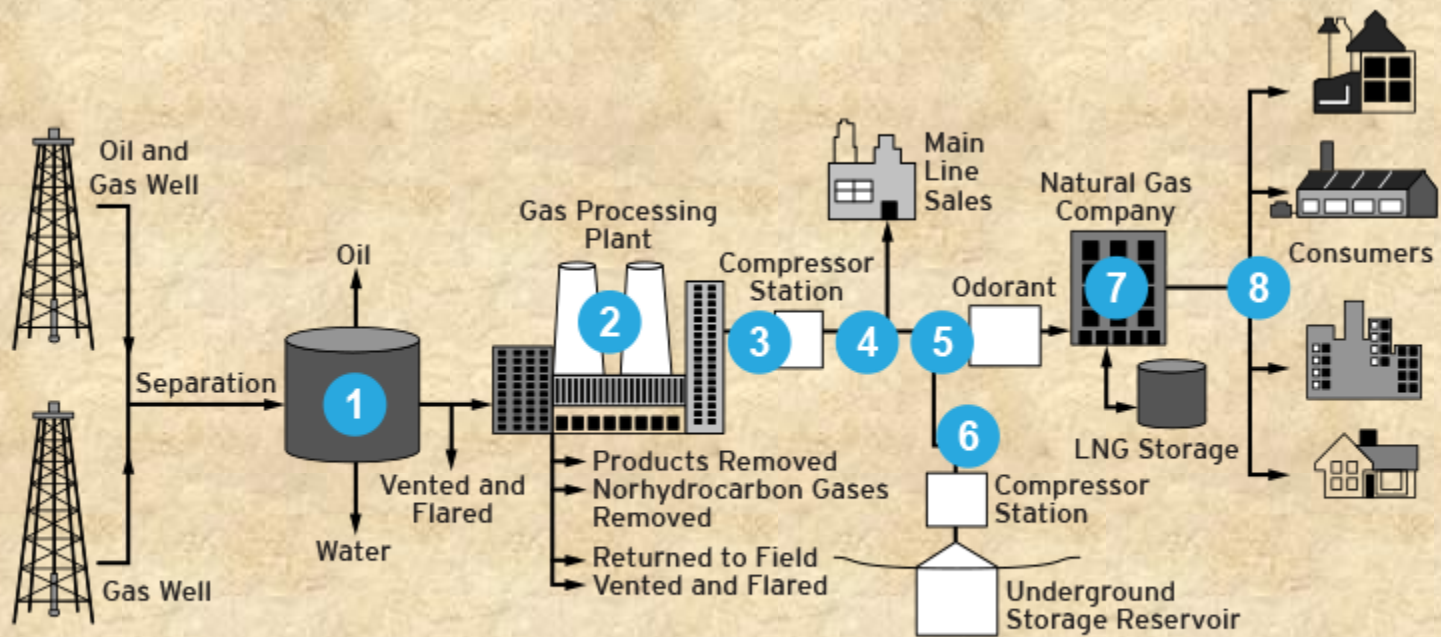 Oil and
Gas Well
Separation
Gas Well
Oil
1
Water
Vented and
Flared
Gas Processing
Plant
2
Products Removed
Norhydrocarbon Gases
Removed
Returned to Field
Vented and Flared
Compressor
Station
3
4
Main
Line
Sales
5
Odorant
6
Compressor
Station
Underground
Storage Reservoir
Natural Gas
Company
7
LNG Storage
8
Consumers